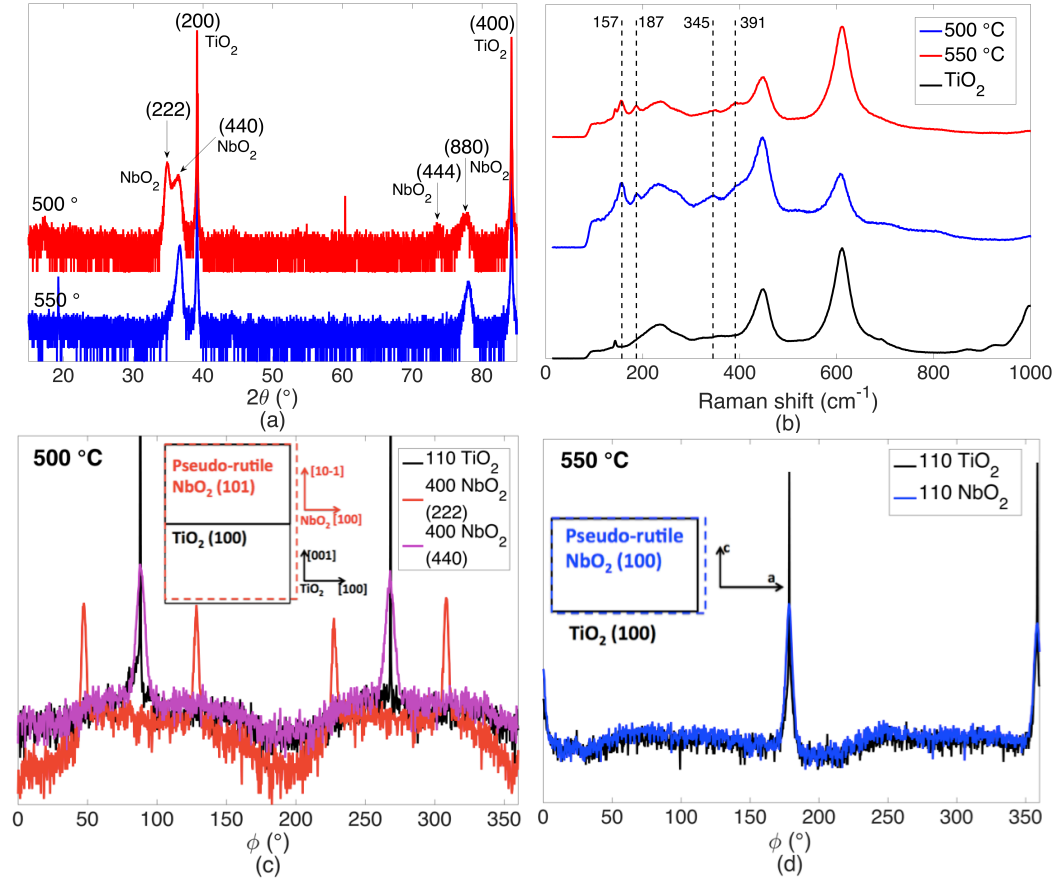 (200)
TiO2
(400)
TiO2
(222)
(440)
NbO2
NbO2
(444)
NbO2
(880)
NbO2
500 °
550 °
20 30 40 50 60 70 80
2θ (°)
(a)
157 187 345 391
500 °C
550 °C
TiO2
0 200 400 600 800 1000
Raman shift (cm-1)
(b)
500 °C
Pseudo-rutile
NbO2 (101)
[10-1]
NbO2 [100]
TiO2 (100)
[001]
TiO2 [100]
110 TiO2
400 NbO2
(222)
400 NbO2
(440)
0 50 100 150 200 250 300 350
ϕ (°)
(c)
550 °C
110 TiO2
110 NbO2
Pseudo-rutile
NbO2 (100)
c
a
TiO2 (100)
0 50 100 150 200 250 300 350
ϕ (°)
(d)